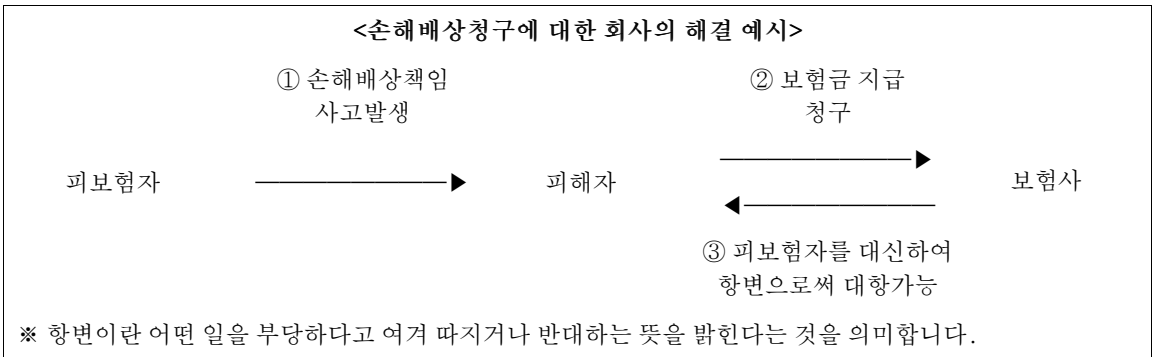 <손해배상청구에 대한 회사의 해결 예시>
① 손해배상책임
사고발생
② 보험금 지급
청구
피보험자
피해자
보험사
③ 피보험자를 대신하여
항변으로써 대항가능
※ 항변이란 어떤 일을 부당하다고 여겨 따지거나 반대하는 뜻을 밝힌다는 것을 의미합니다.